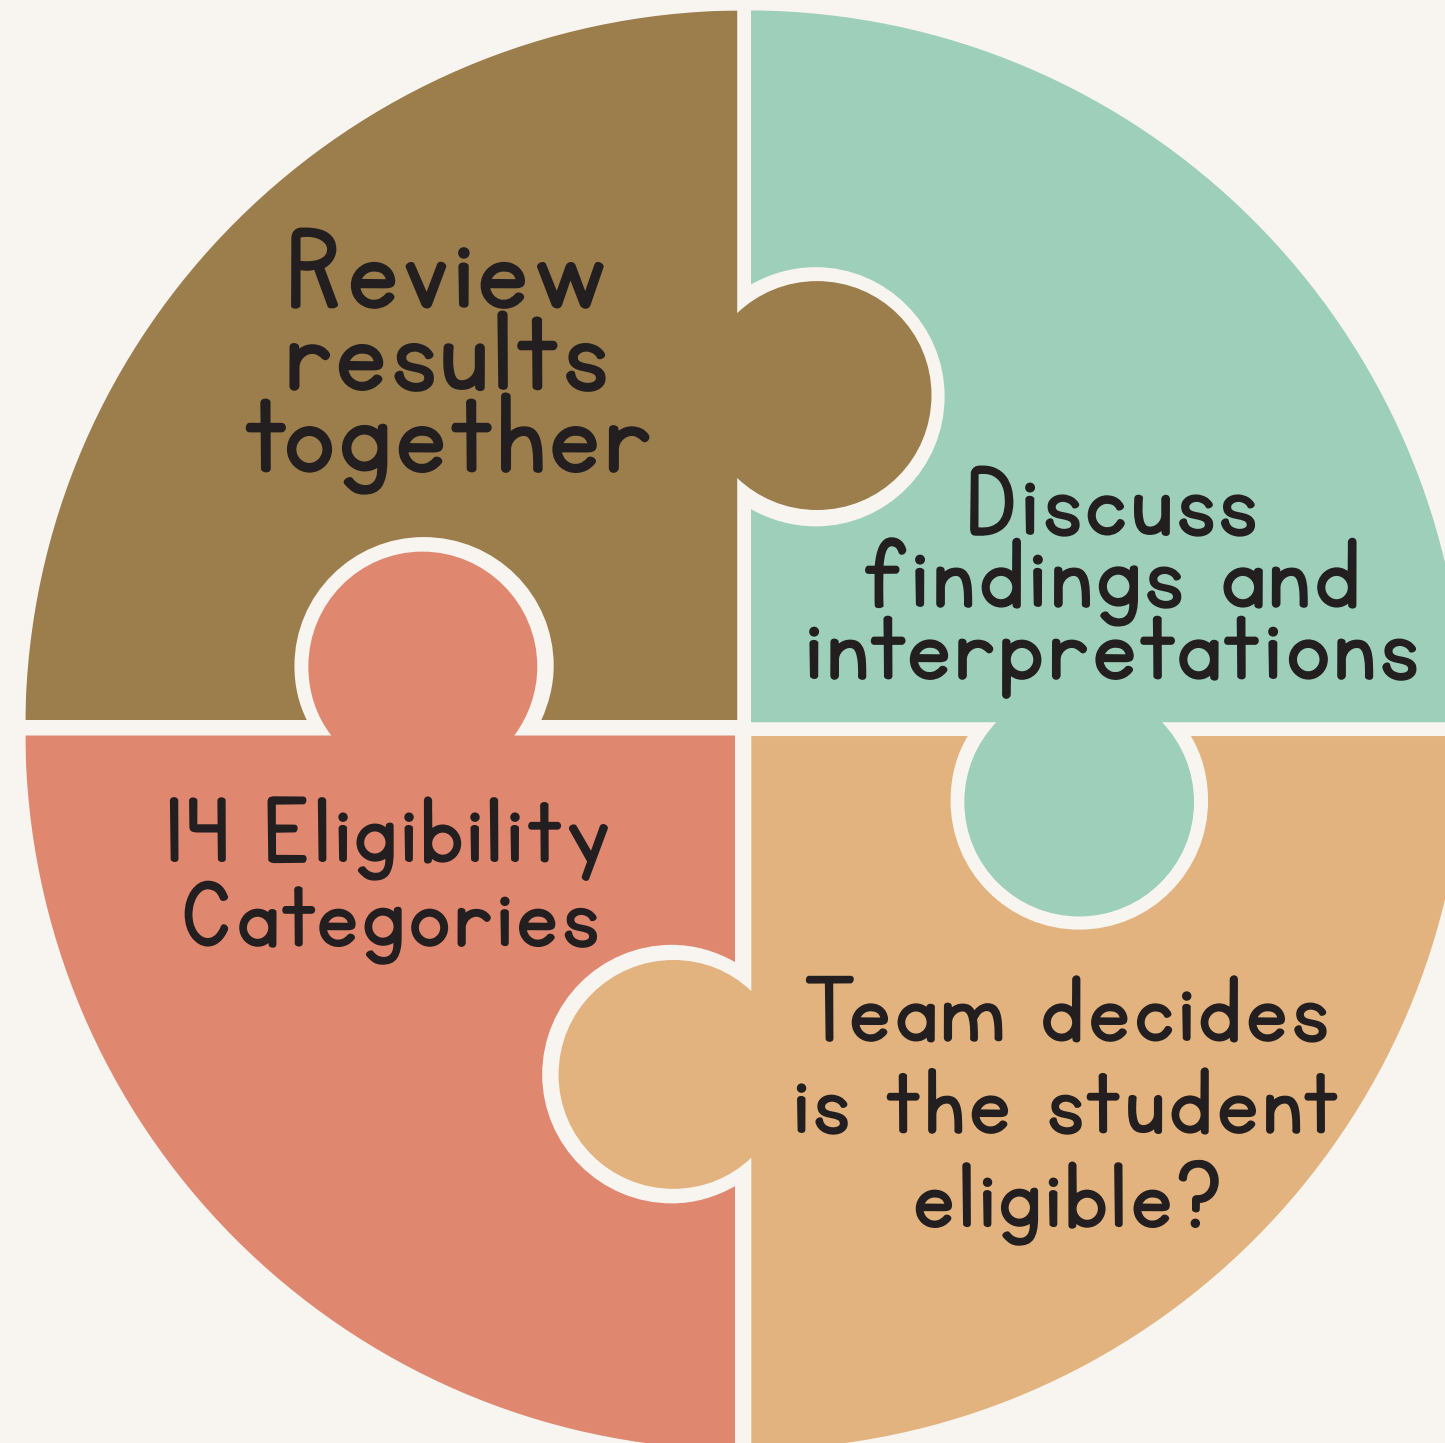 Review
results
together
Discuss
findings and
interpretations
14 Eligibility
Categories
Team decides
is the student
eligible?